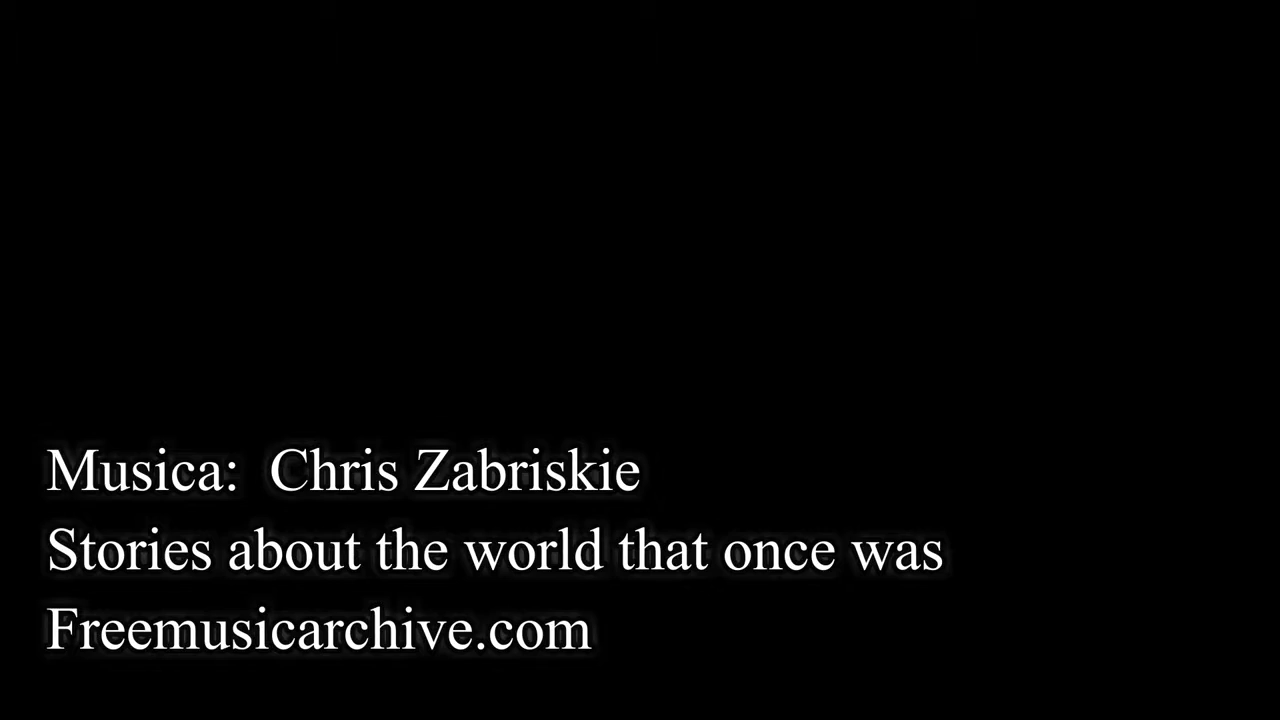 Musica:  Chris Zabriskie
Stories about the world that once was
Freemusicarchive.com